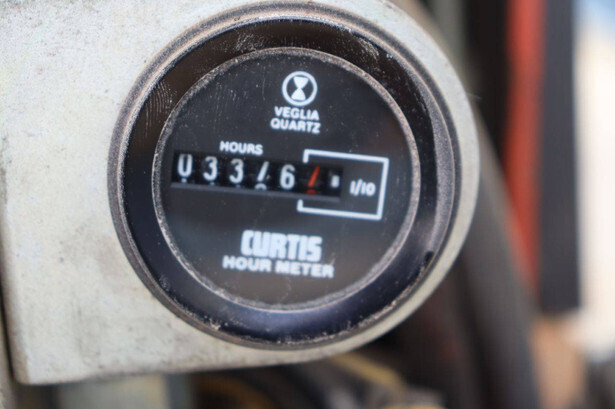 VEGLIA
QUARTZ
HOURS
1/10
CURTIS
HOUR METER